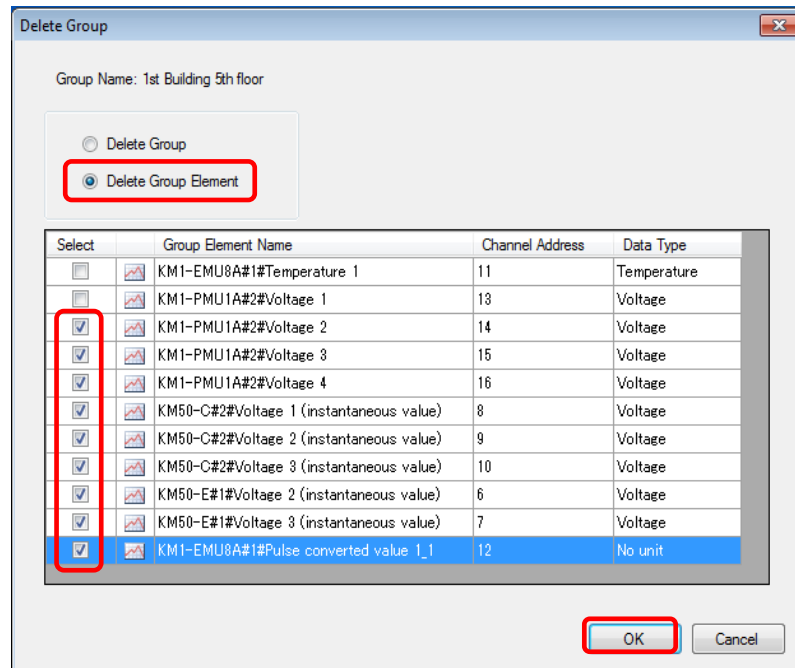 Delete Group
Group Name: 1st Building 5th floor
Delete Group
Delete Group Element
Select Group Element Name Channel Address Data Type
KM1-EMU8A#1#Temperature 1 11 Temperature
KM1-PMU1A#2#Voltage 1 13 Voltage
KM1-PMU1A#2#Voltage 2 14 Voltage
KM1-PMU1A#2#Voltage 3 15 Voltage
KM1-PMU1A#2#Voltage 4 16 Voltage
KM50-C#2#Voltage 1 (instantaneous value) 8 Voltage
KM50-C#2#Voltage 2 (instantaneous value) 9 Voltage
KM50-C#2#Voltage 3 (instantaneous value) 10 Voltage
KM50-E#1#Voltage 2 (instantaneous value) 6 Voltage
KM50-E#1#Voltage 3 (instantaneous value) 7 Voltage
KM1-EMU8A#1#Pulse converted value 1_1 12 No unit
OK Cancel